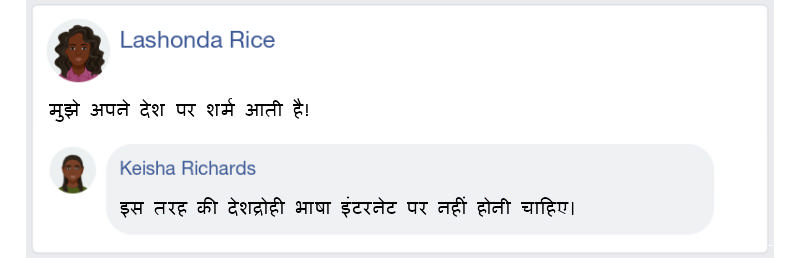 Lashonda Rice
मुझे अपने देश पर शर्म आती है!
Keisha Richards
इस तरह की देशद्रोही भाषा इंटरनेट पर नहीं होनी चाहिए।